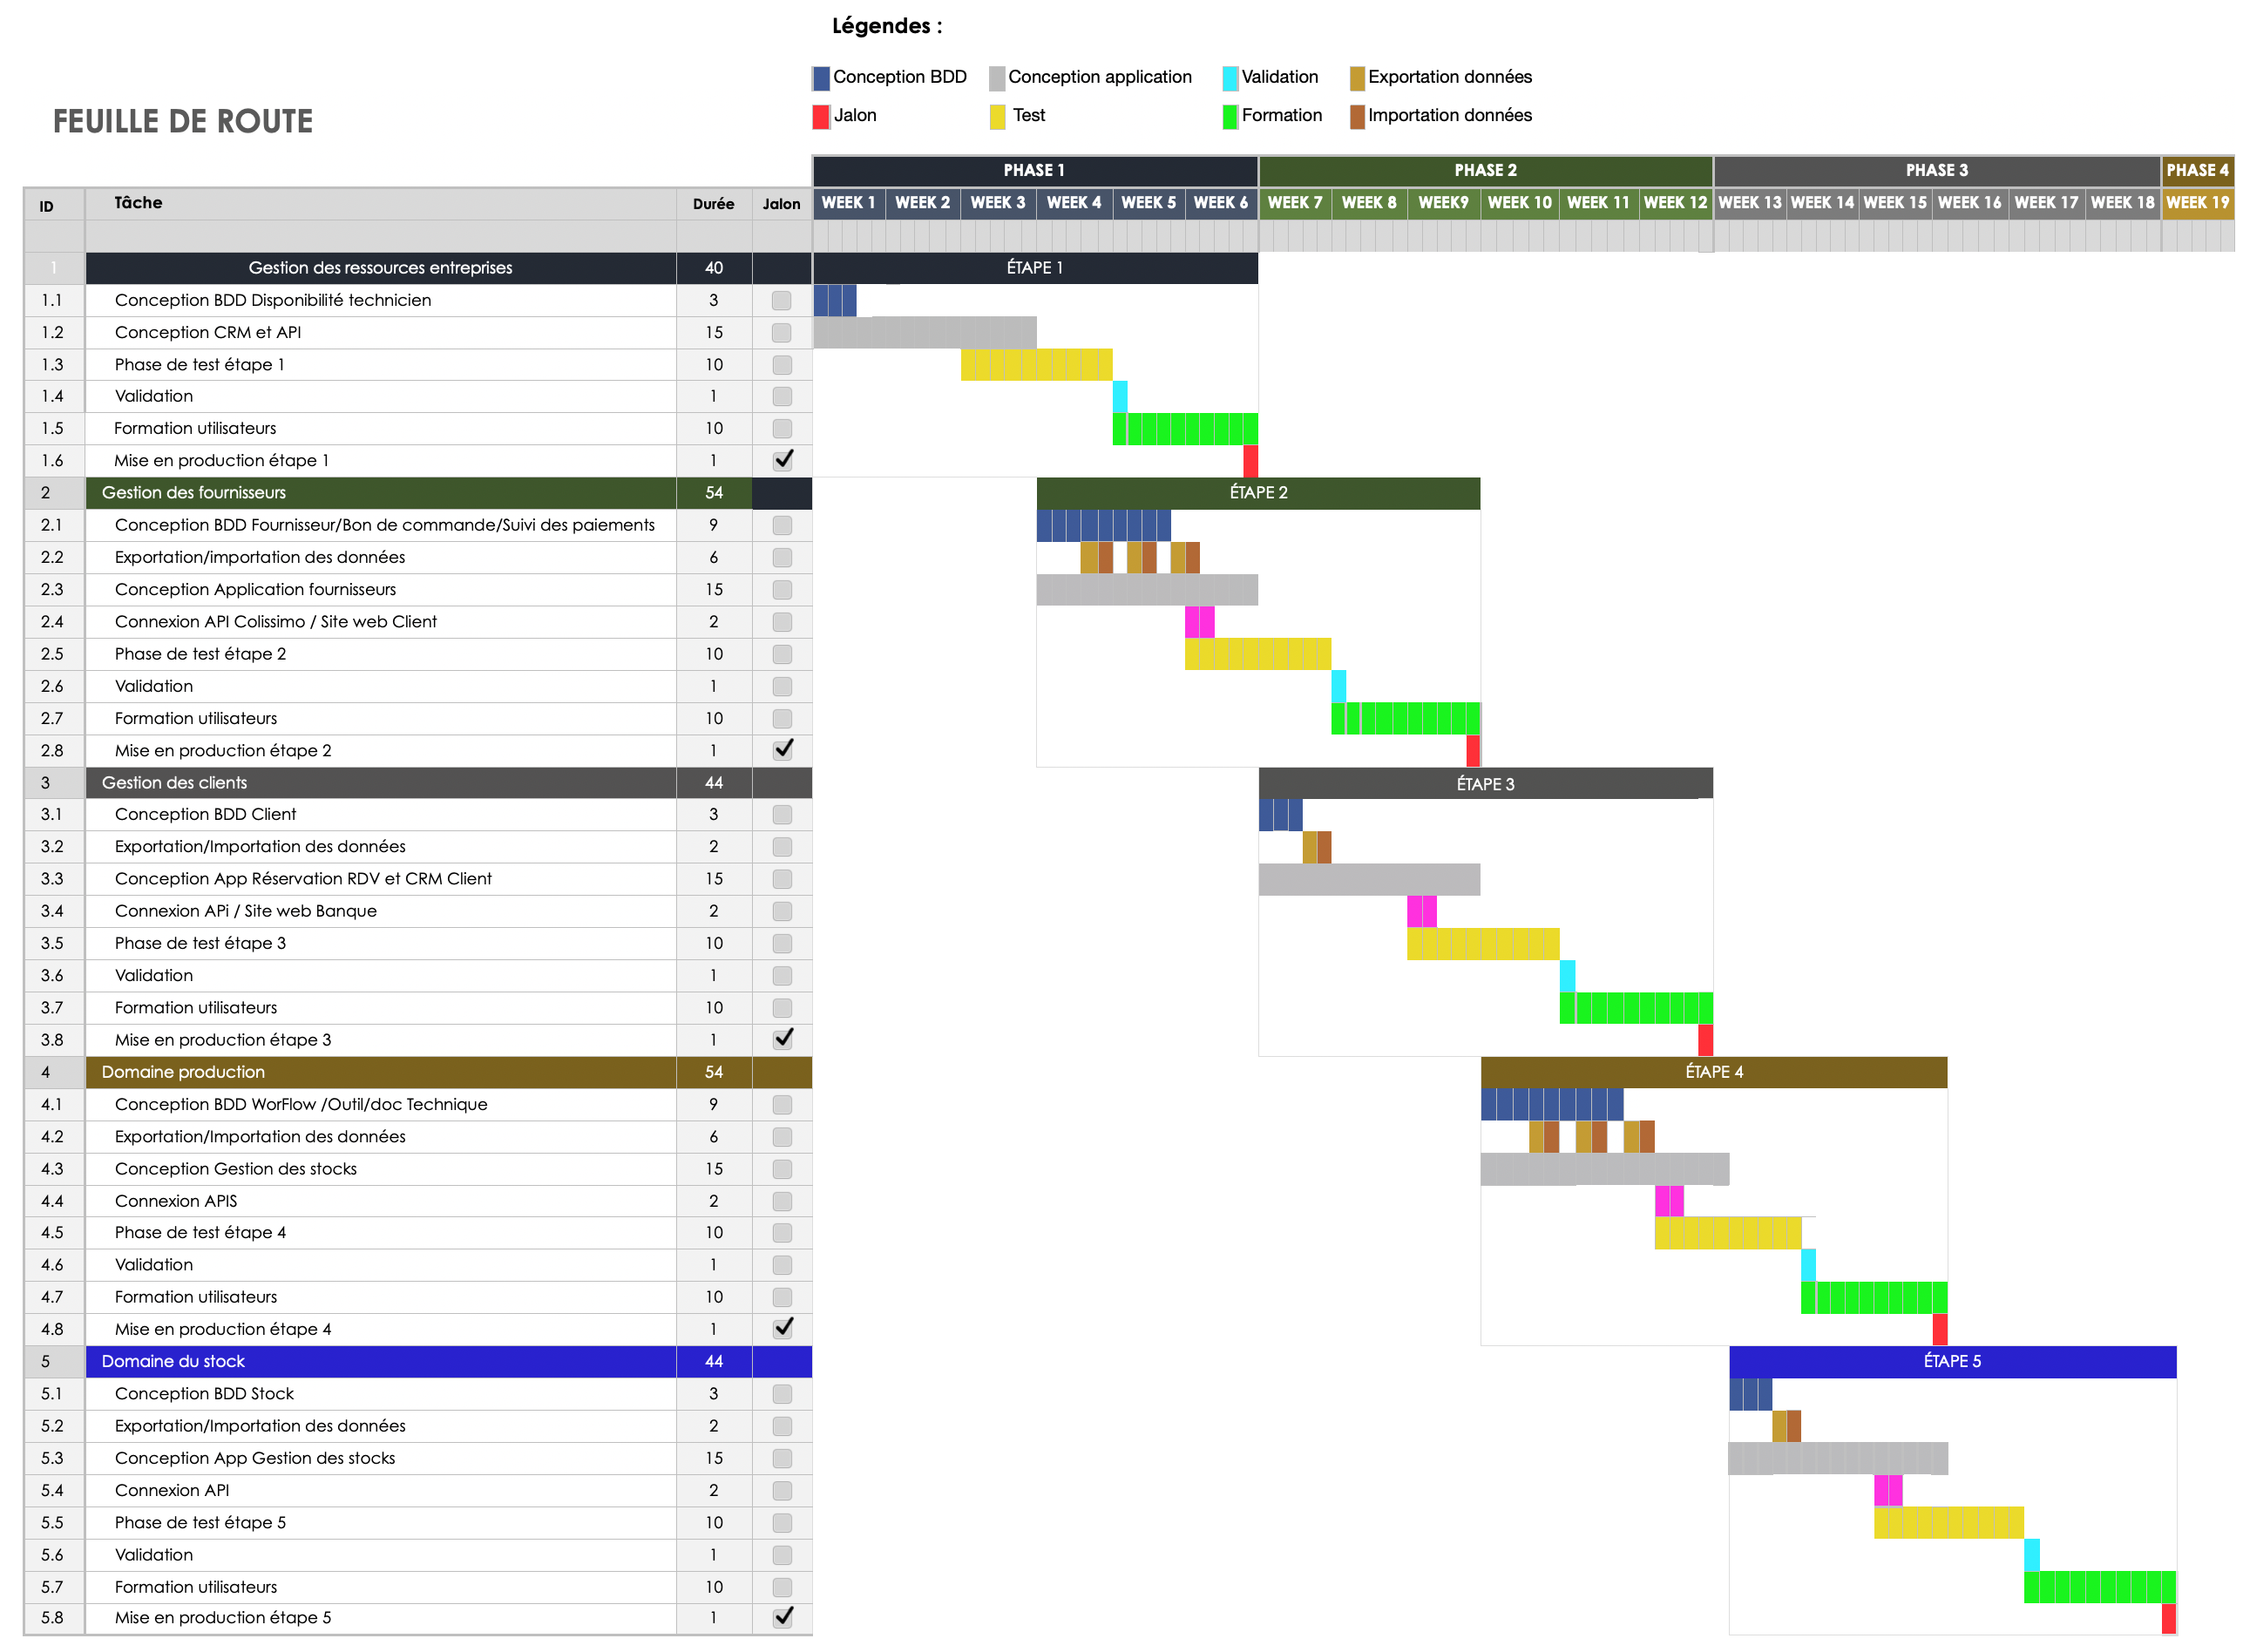 Légendes :
Conception BDD Conception application Validation Exportation données
Jalon Test Formation Importation données
FEUILLE DE ROUTE
PHASE 1 PHASE 2 PHASE 3 PHASE 4
ID Tâche Durée Jalon WEEK 1 WEEK 2 WEEK 3 WEEK 4 WEEK 5 WEEK 6 WEEK 7 WEEK 8 WEEK9 WEEK 10 WEEK 11 WEEK 12 WEEK 13 WEEK 14 WEEK 15 WEEK 16 WEEK 17 WEEK 18 WEEK 19
1 Gestion des ressources entreprises 40 ÉTAPE 1
1.1 Conception BDD Disponibilité technicien 3
1.2 Conception CRM et API 15
1.3 Phase de test étape 1 10
1.4 Validation 1
1.5 Formation utilisateurs 10
1.6 Mise en production étape 1 1
2 Gestion des fournisseurs 54 ÉTAPE 2
2.1 Conception BDD Fournisseur/Bon de commande/Suivi des paiements 9
2.2 Exportation/importation des données 6
2.3 Conception Application fournisseurs 15
2.4 Connexion API Colissimo / Site web Client 2
2.5 Phase de test étape 2 10
2.6 Validation 1
2.7 Formation utilisateurs 10
2.8 Mise en production étape 2 1
3 Gestion des clients 44 ÉTAPE 3
3.1 Conception BDD Client 3
3.2 Exportation/Importation des données 2
3.3 Conception App Réservation RDV et CRM Client 15
3.4 Connexion APi / Site web Banque 2
3.5 Phase de test étape 3 10
3.6 Validation 1
3.7 Formation utilisateurs 10
3.8 Mise en production étape 3 1
4 Domaine production 54 ÉTAPE 4
4.1 Conception BDD WorFlow /Outil/doc Technique 9
4.2 Exportation/Importation des données 6
4.3 Conception Gestion des stocks 15
4.4 Connexion APIS 2
4.5 Phase de test étape 4 10
4.6 Validation 1
4.7 Formation utilisateurs 10
4.8 Mise en production étape 4 1
5 Domaine du stock 44 ÉTAPE 5
5.1 Conception BDD Stock 3
5.2 Exportation/Importation des données 2
5.3 Conception App Gestion des stocks 15
5.4 Connexion API 2
5.5 Phase de test étape 5 10
5.6 Validation 1
5.7 Formation utilisateurs 10
5.8 Mise en production étape 5 1